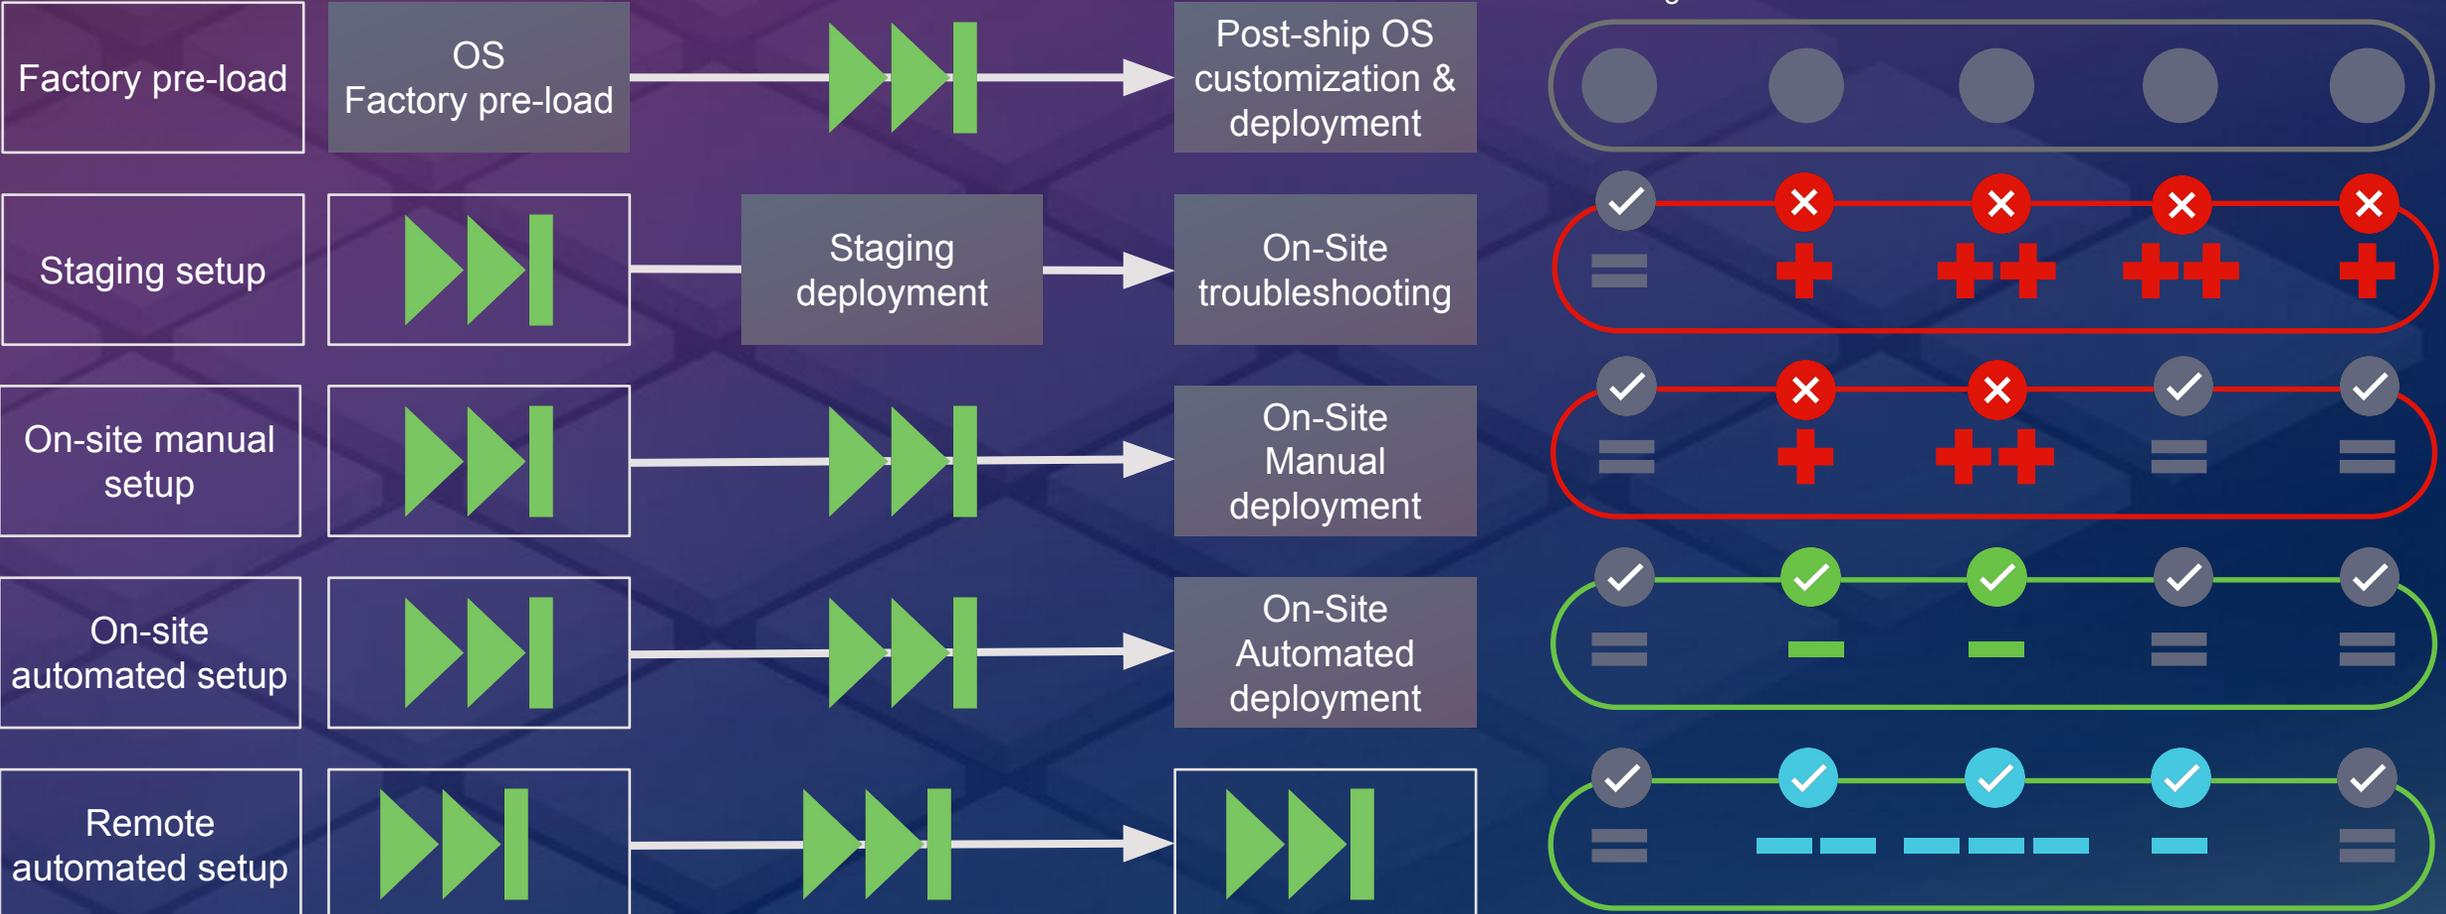 Factory pre-load
OS
Factory pre-load
Post-ship OS
customization &
deployment
Staging setup
Staging
deployment
On-Site
troubleshooting
On-site manual
setup
On-Site
Manual
deployment
On-site
automated setup
On-Site
Automated
deployment
Remote
automated setup